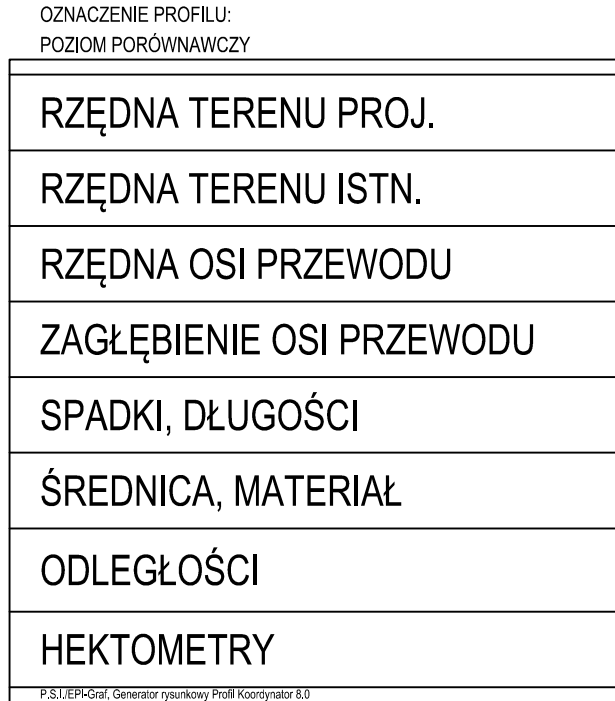 OZNACZENIE PROFILU:
POZIOM PORÓWNAWCZY
RZĘDNA TERENU PROJ.
RZĘDNA TERENU ISTN.
RZĘDNA OSI PRZEWODU
ZAGŁĘBIENIE OSI PRZEWODU
SPADKI, DŁUGOŚCI
ŚREDNICA, MATERIAŁ
ODLEGŁOŚCI
HEKTOMETRY
P.S.I./EPI-Graf, Generator rysunkowy Profil Koordynator 8.0